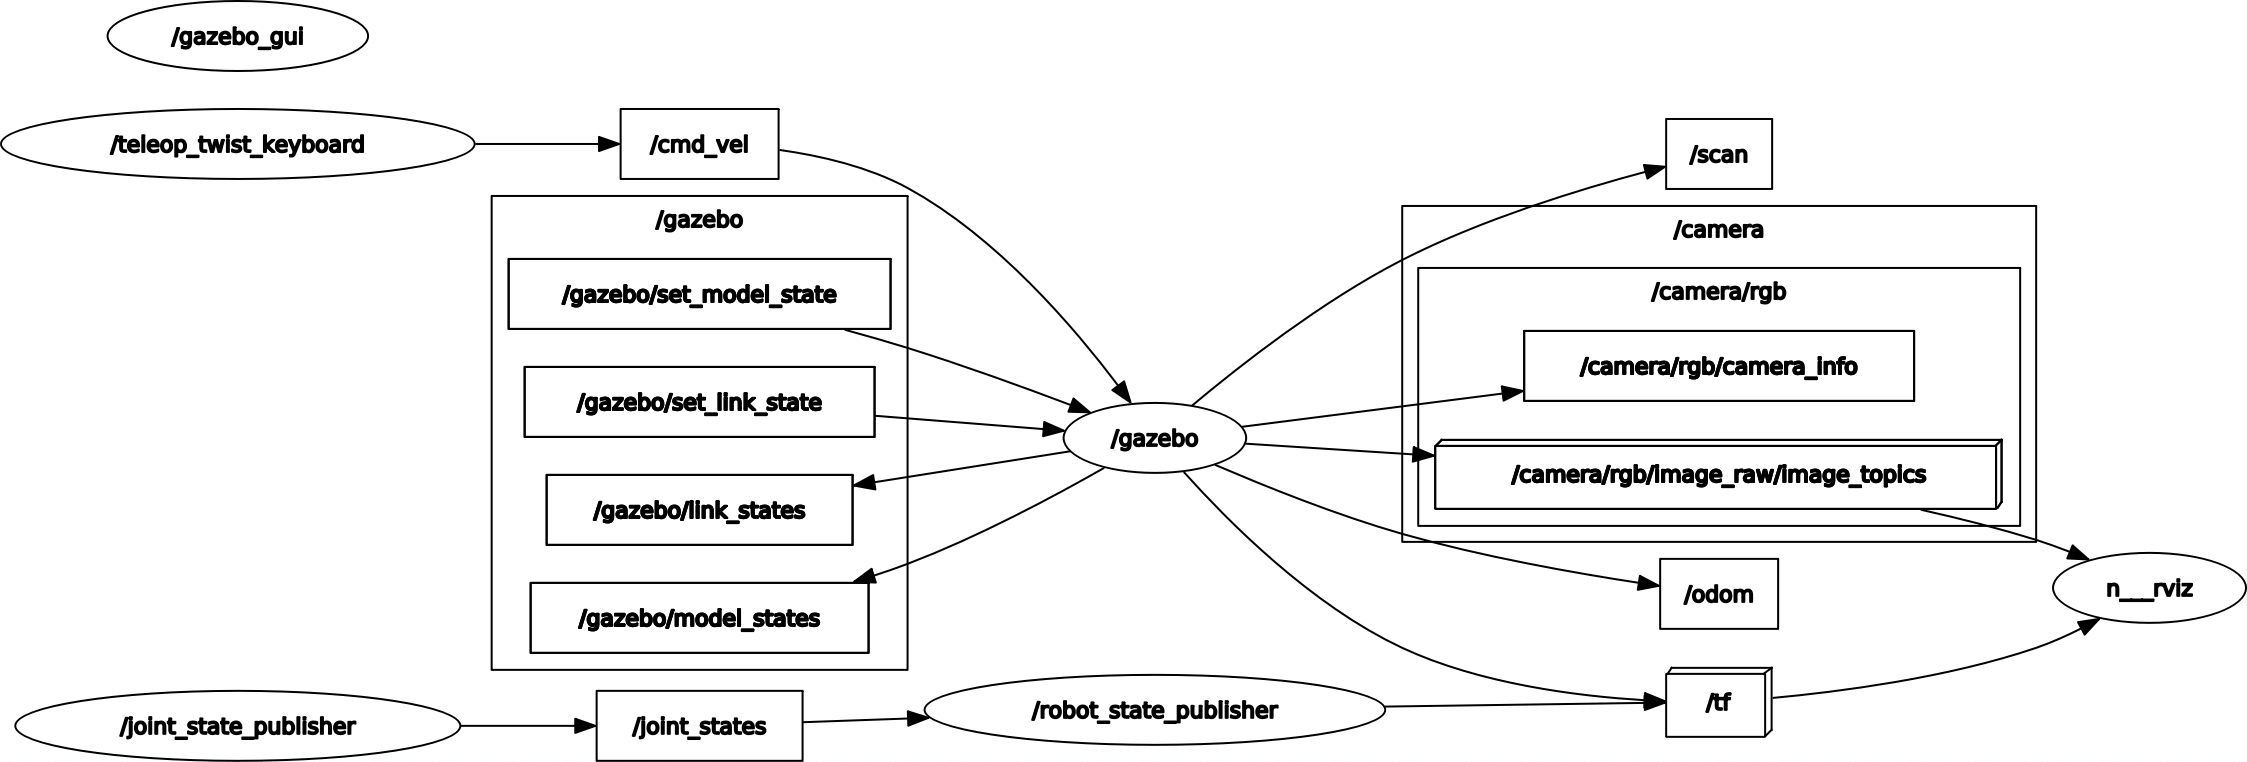 /gazebo_gui
/teleop_twist_keyboard
/cmd_vel
/scan
/gazebo
/camera
/gazebo/set_model_state
/camera/rgb
/gazebo/set_link_state
/camera/rgb/camera_info
/gazebo
/camera/rgb/image_raw/image_topics
/gazebo/link_states
/gazebo/model_states
/odom
n___rviz
/joint_state_publisher
/joint_states
/robot_state_publisher
/tf